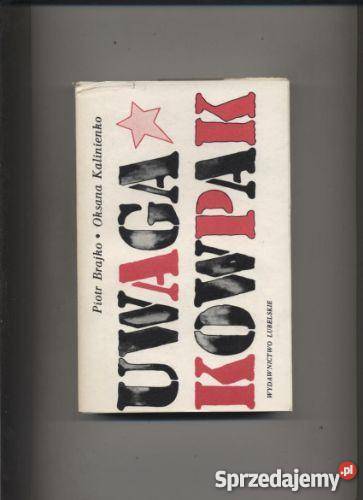 Piotr Brajko • Oksana Kalinienko
UWAGA
KOWPAK
WYDAWNICTWO LUBELSKIE
Sprzedajemy.pl